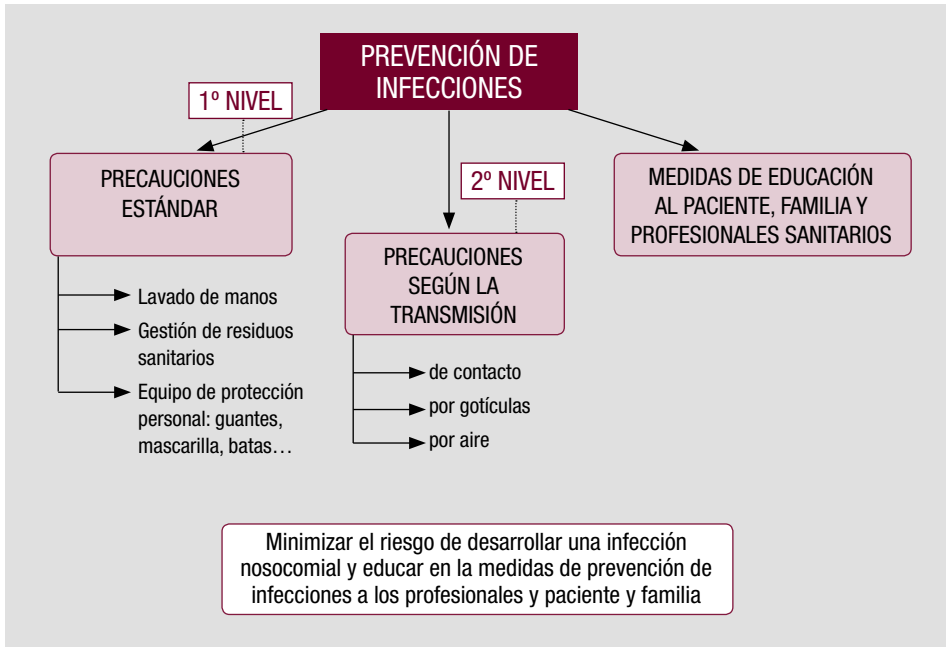 PREVENCIÓN DE
INFECCIONES
1º NIVEL
PRECAUCIONES
ESTÁNDAR
Lavado de manos
Gestión de residuos
sanitarios
Equipo de protección
personal: guantes,
mascarilla, batas…
2º NIVEL
PRECAUCIONES
SEGÚN LA
TRANSMISIÓN
de contacto
por gotículas
por aire
MEDIDAS DE EDUCACIÓN
AL PACIENTE, FAMILIA Y
PROFESIONALES SANITARIOS
Minimizar el riesgo de desarrollar una infección
nosocomial y educar en la medidas de prevención de
infecciones a los profesionales y paciente y familia